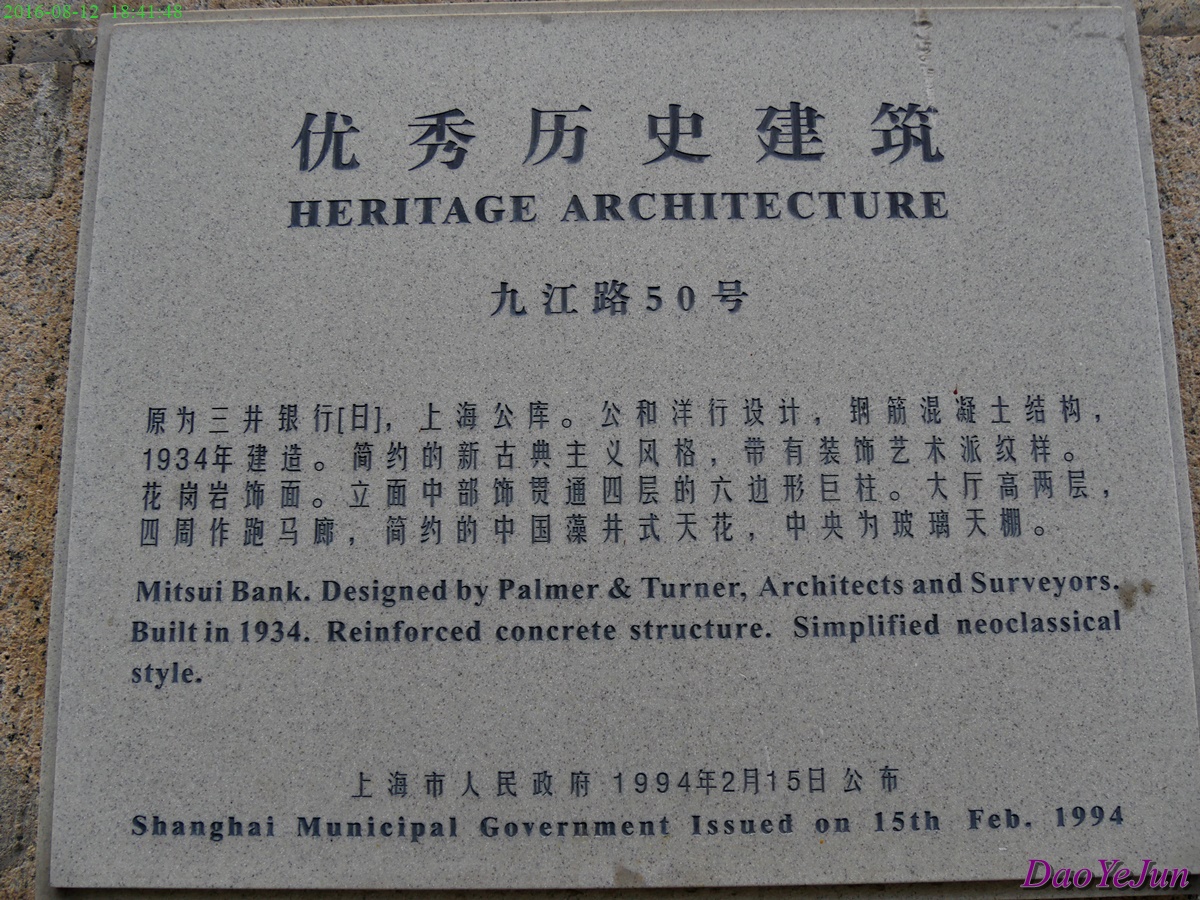 2016-08-12 18:41:48
优秀历史建筑
HERITAGE ARCHITECTURE
九江路50号
原为三井银行[日]，上海公库。公和洋行设计，钢筋混凝土结构，
1934年建造。简约的新古典主义风格，带有装饰艺术派纹样。
花岗岩饰面。立面中部饰贯通四层的六边形巨柱。大厅高两层，
四周作跑马廊，简约的中国藻井式天花，中央为玻璃天棚。
Mitsui Bank. Designed by Palmer & Turner, Architects and Surveyors.
Built in 1934. Reinforced concrete structure. Simplified neoclassical
style.
上海市人民政府 1994年2月15日公布
Shanghai Municipal Government Issued on 15th Feb. 1994
DaoYeJun